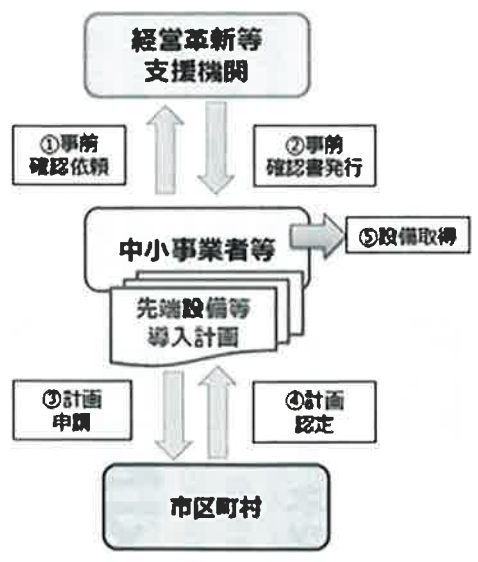 経営革新等
支援機関
①事前
確認依頼
②事前
確認書発行
中小事業者等
⑤設備取得
先端設備等
導入計画
③計画
申請
④計画
認定
市区町村